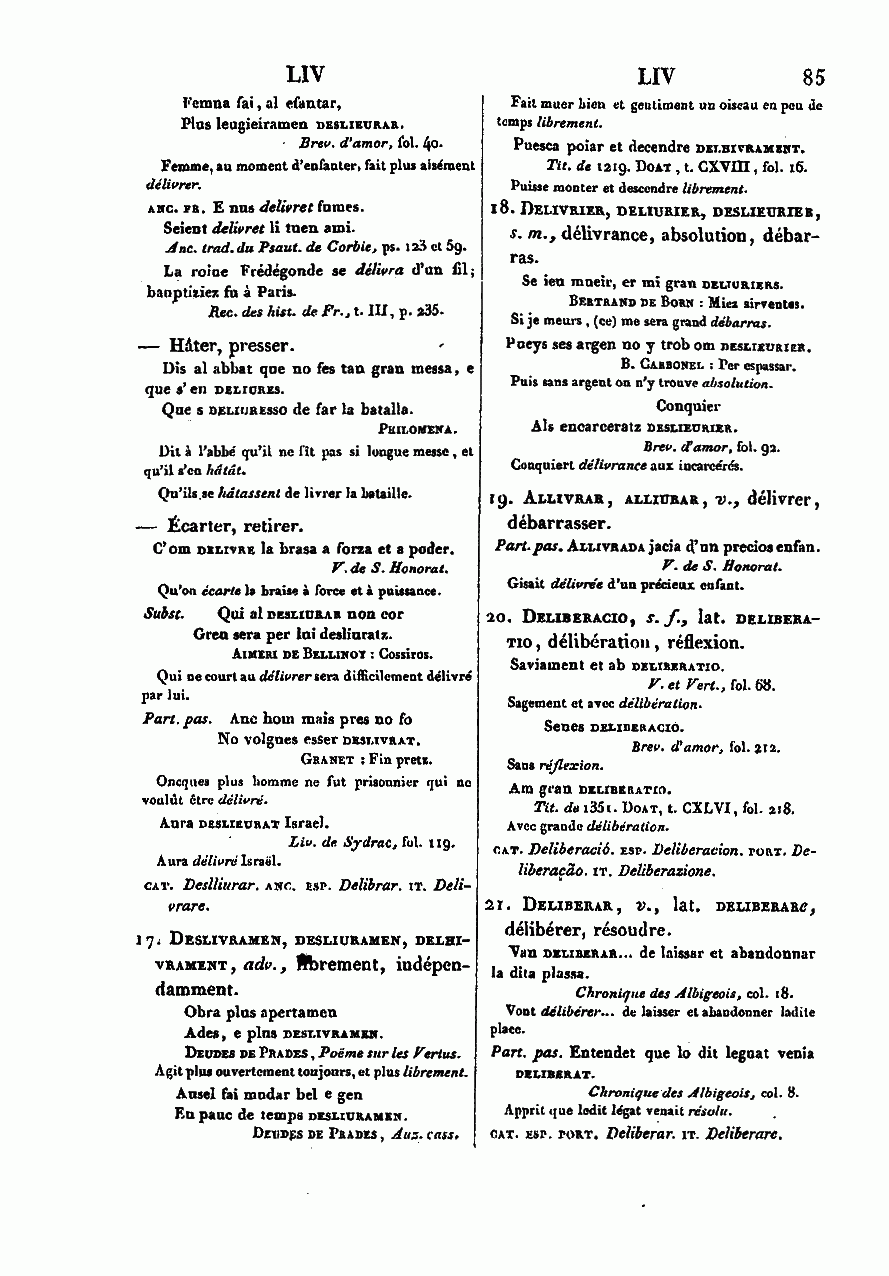 LIV
Femna fai, al efantar,
Plus leugieiramen DESLIEURAR.
Brev. d'amor, fol. 40.
Femme, au moment d'enfanter, fait plus aisément
délivrer.
ANC. FR. E nus delivret fumes.
Seient delivret li tuen ami.
Anc. trad. du Psaut. de Corbie, ps. 123 et 59.
La roine Frédégonde se délivra d'un fil;
bauptiziez fu à Paris.
Rec. des hist. de Fr., t. III, p. 235.
— Hâter, presser.
Dis al abbat que no fes tan gran messa, e
que s'en DELIURES.
Que s DELIURESSO de far la batalla.
PHILOMENA.
Dit à l'abbé qu'il ne fît pas si longue messe, et
qu'il s'en hâtât.
Qu'ils se hâtassent de livrer la bataille.
— Écarter, retirer.
C'om DELIVRE la brasa a forza et a poder.
V. de S. Honorat.
Qu'on écarte la braise à force et à puissance.
Subst. Qui al DESLIURAR non cor
Greu sera per lui desliuratz.
AIMERI DE BELLINOY : Cossiros.
Qui ne court au délivrer sera difficilement délivré
par lui.
Part. pas. Anc hom mais pres no fo
No volgues esser DESLIVRAT.
GRANET : Fin pretz.
Oncques plus homme ne fut prisonnier qui ne
voulût être délivré.
Aura DESLIEURAT Israel.
Liv. de Sydrac, fol. 119.
Aura délivré Israël.
CAT. Deslliurar. ANC. ESP. Delibrar. IT. Deli-
vrare.
17. DESLIVRAMEN, DESLIURAMEN, DELHI-
VRAMENT, adv., librement, indépen-
damment.
Obra plus apertamen
Ades, e plus DESLIVRAMEN.
DEUDES DE PRADES, Poëme sur les Vertus.
Agit plus ouvertement toujours, et plus librement.
Ausel fai mudar bel e gen
En pauc de temps DESLIURAMEN.
DEUDES DE PRADES, Auz. cass.
LIV 85
Fait muer bien et gentiment un oiseau en peu de
temps librement.
Puesca poiar et decendre DELHIVRAMENT.
Tit. de 1219. DOAT, t. CXVIII, fol. 16.
Puisse monter et descendre librement.
18. DELIVRIER, DELIURIER, DESLIEURIER,
s. m., délivrance, absolution, débar-
ras.
Se ieu mueir, er mi gran DELIURIERS.
BERTRAND DE BORN : Miez sirventes.
Si je meurs, (ce) me sera grand débarras.
Pueys ses argen no y trob om DESLIEURIER.
B. CARBONEL : Per espassar.
Puis sans argent on n'y trouve absolution.
Conquier
Als encarceratz DESLIEURIER.
Brev. d'amor, fol. 92.
Conquiert délivrance aux incarcérés.
19. ALLIVRAR, ALLIURAR, v., délivrer,
débarrasser.
Part. pas. ALLIVRADA jacia d'un precios enfan.
V. de S. Honorat.
Gisait délivrée d'un précieux enfant.
20. DELIBERACIO, s. f., lat. DELIBERA-
TIO, délibération, réflexion.
Saviament et ab DELIBERATIO.
V. et Vert., fol. 68.
Sagement et avec délibération.
Senes DELIBERACIÓ.
Brev. d'amor, fol. 212.
Sans réflexion.
Am gran DELIBERATIO.
Tit. de 1351. DOAT, t. CXLVI, fol. 218.
Avec grande délibération.
CAT. Deliberació. ESP. Deliberacion. PORT. De-
liberação. IT. Deliberazione.
21. DELIBERAR, v., lat. DELIBERARE,
délibérer, résoudre.
Van DELIBERAR... de laissar et abandonnar
la dita plassa.
Chronique des Albigeois, col. 18.
Vont délibérer... de laisser et abandonner ladite
place.
Part. pas. Entendet que lo dit leguat venia
DELIBERAT.
Chronique des Albigeois, col. 8.
Apprit que ledit légat venait résolu.
CAT. ESP. PORT. Deliberar. IT. Deliberare.